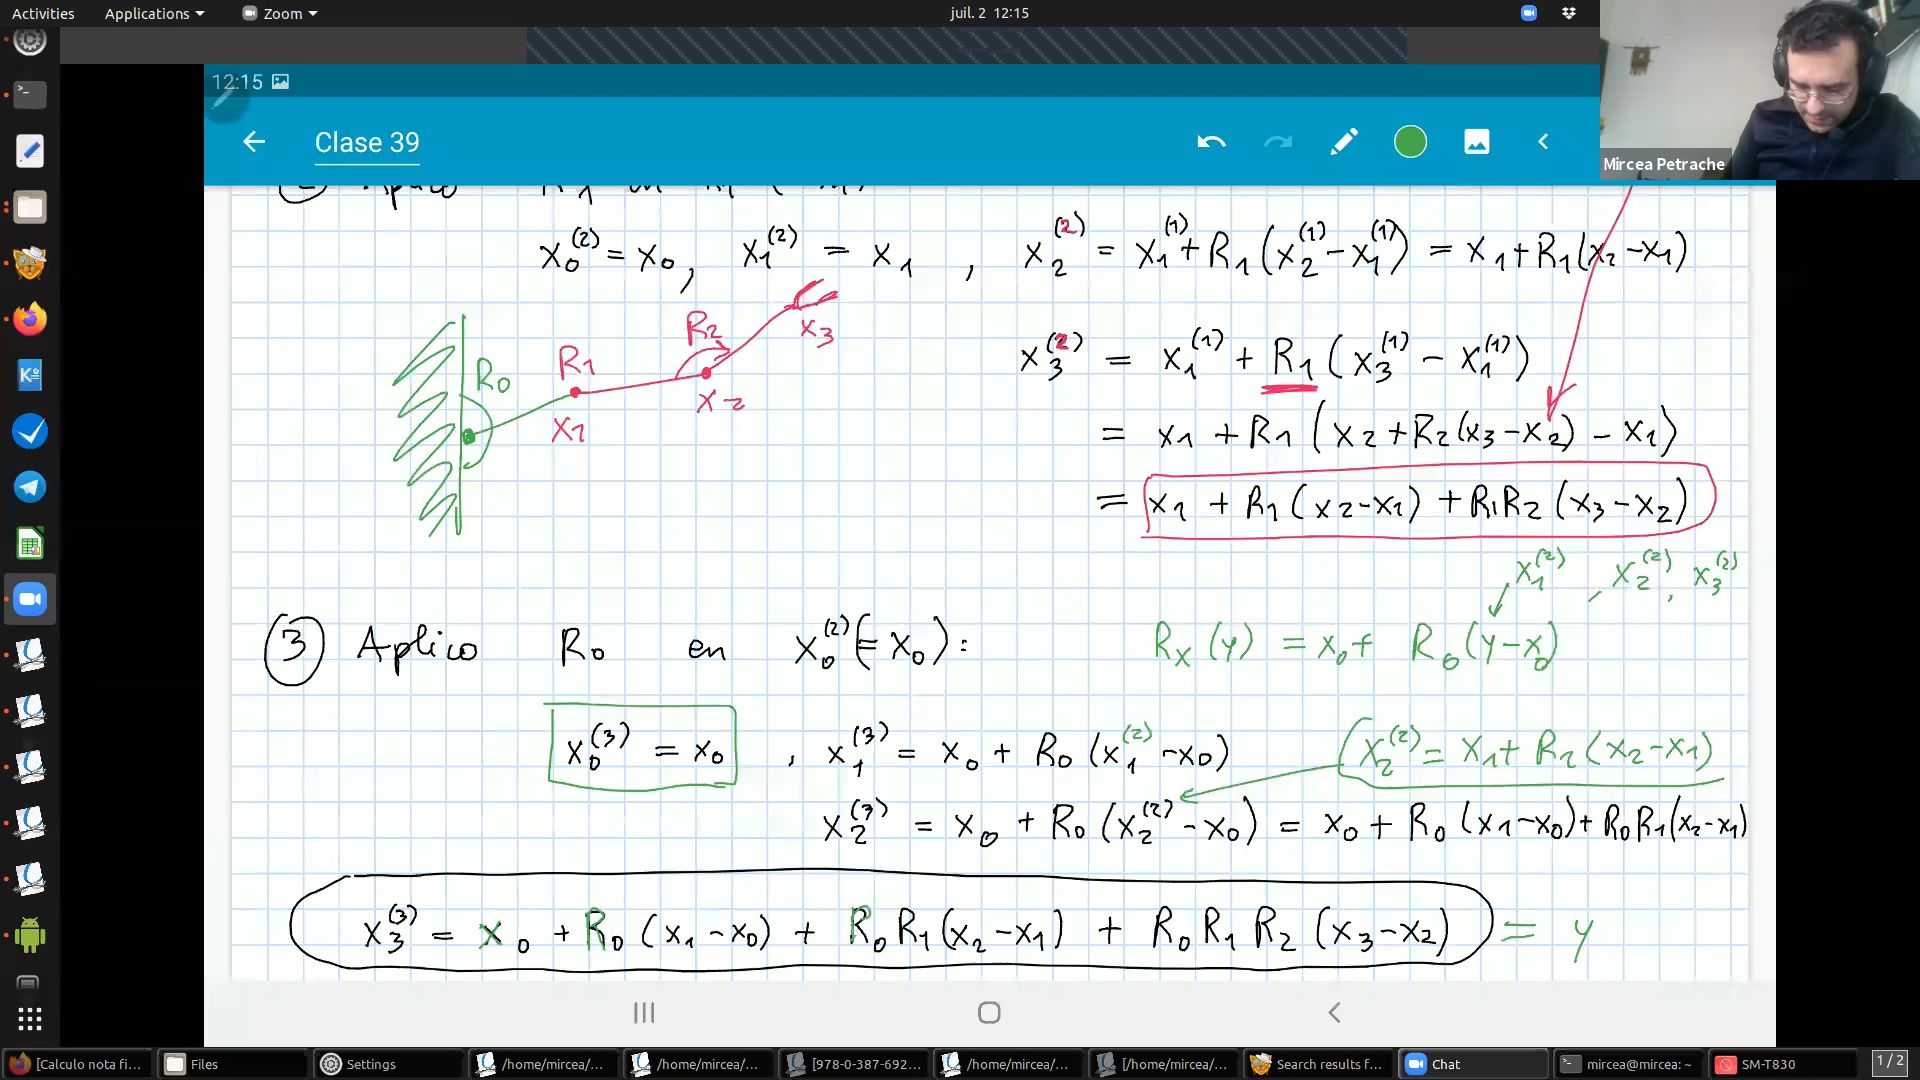 Activities Applications Zoom juil. 2 12:15
12:15
Clase 39
Mircea Petrache
x₀⁽²⁾ = x₀, x₁⁽²⁾ = x₁ , x₂⁽²⁾ = x₁⁽¹⁾ + R₁(x₂⁽¹⁾ − x₁⁽¹⁾) = x₁ + R₁(x₂ − x₁)
R₀ R₁ x₁ R₂ x₂ x₃
x₃⁽²⁾ = x₁⁽¹⁾ + R₁(x₃⁽¹⁾ − x₁⁽¹⁾)
= x₁ + R₁(x₂ + R₂(x₃ − x₂) − x₁)
= x₁ + R₁(x₂ − x₁) + R₁R₂(x₃ − x₂)
x₁⁽²⁾, x₂⁽²⁾, x₃⁽²⁾
③ Aplico R₀ en x₀⁽²⁾(= x₀): Rₓ(y) = x₀ + R₀(y − x₀)
x₀⁽³⁾ = x₀ , x₁⁽³⁾ = x₀ + R₀(x₁⁽²⁾ − x₀) x₂⁽²⁾ = x₁ + R₁(x₂ − x₁)
x₂⁽³⁾ = x₀ + R₀(x₂⁽²⁾ − x₀) = x₀ + R₀(x₁ − x₀) + R₀R₁(x₂ − x₁)
x₃⁽³⁾ = x₀ + R₀(x₁ − x₀) + R₀R₁(x₂ − x₁) + R₀R₁R₂(x₃ − x₂) = y
[Calculo nota fi... Files Settings /home/mircea/... /home/mircea/... [978-0-387-692... /home/mircea/... [/home/mircea/... Search results f... Chat mircea@mircea: ~ SM-T830 1 / 2